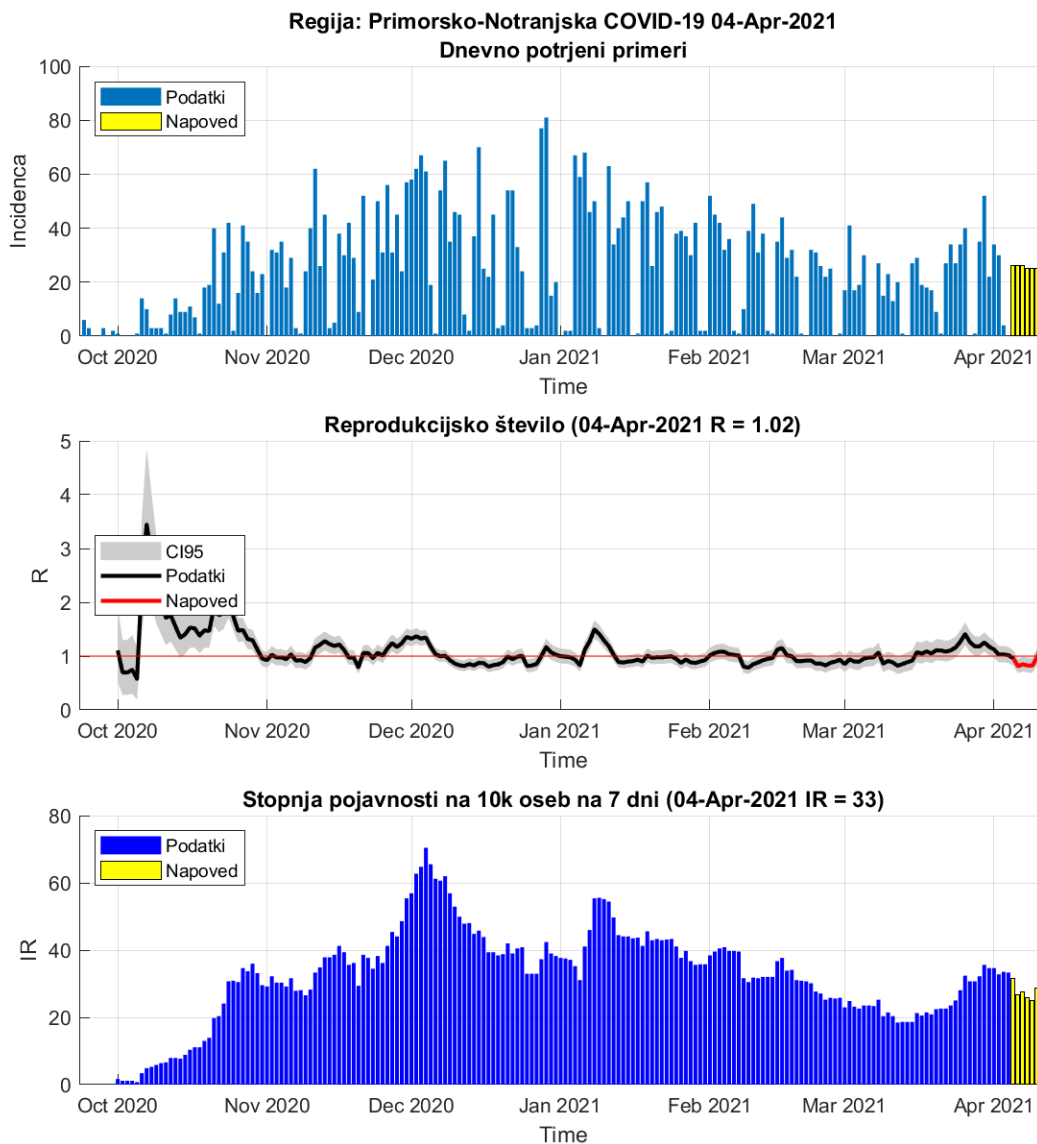 Regija: Primorsko-Notranjska COVID-19 04-Apr-2021
Dnevno potrjeni primeri
100
80
60
40
20
0
Incidenca
Podatki
Napoved
Oct 2020 Nov 2020 Dec 2020 Jan 2021 Feb 2021 Mar 2021 Apr 2021
Time
Reprodukcijsko število (04-Apr-2021 R = 1.02)
5
4
3
2
1
0
R
CI95
Podatki
Napoved
Oct 2020 Nov 2020 Dec 2020 Jan 2021 Feb 2021 Mar 2021 Apr 2021
Time
Stopnja pojavnosti na 10k oseb na 7 dni (04-Apr-2021 IR = 33)
80
60
40
20
0
IR
Podatki
Napoved
Oct 2020 Nov 2020 Dec 2020 Jan 2021 Feb 2021 Mar 2021 Apr 2021
Time